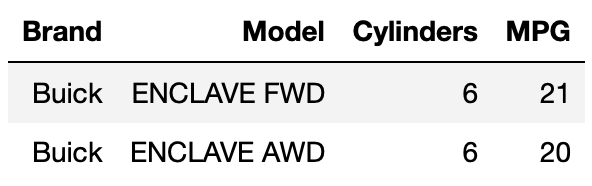 Brand Model Cylinders MPG
Buick ENCLAVE FWD 6 21
Buick ENCLAVE AWD 6 20